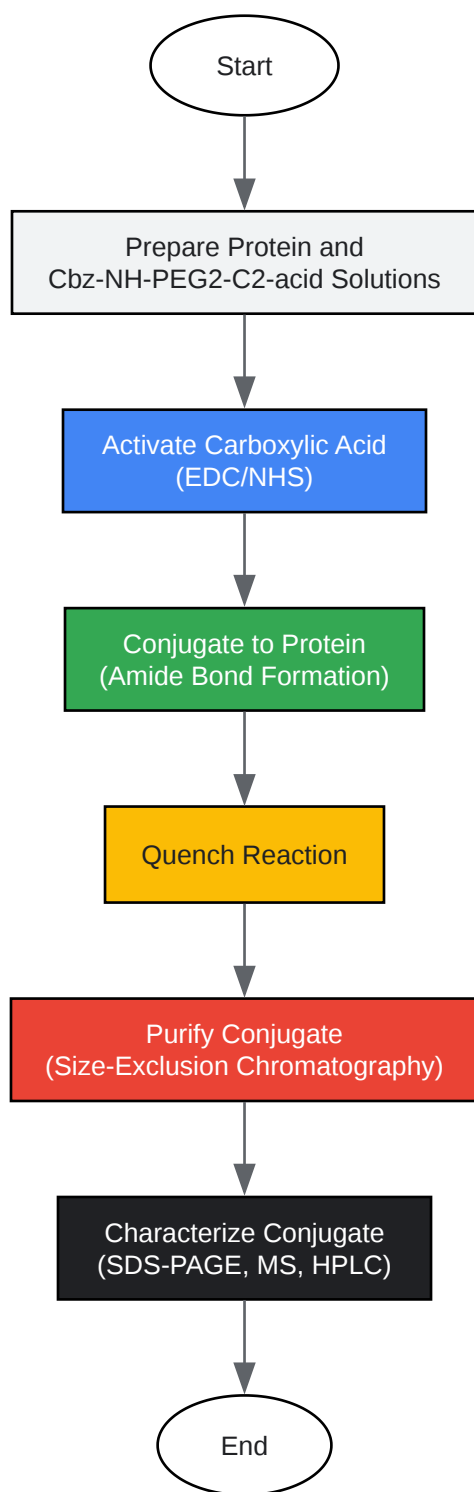 Start
Prepare Protein and
Cbz-NH-PEG2-C2-acid Solutions
Activate Carboxylic Acid
(EDC/NHS)
Conjugate to Protein
(Amide Bond Formation)
Quench Reaction
Purify Conjugate
(Size-Exclusion Chromatography)
Characterize Conjugate
(SDS-PAGE, MS, HPLC)
End